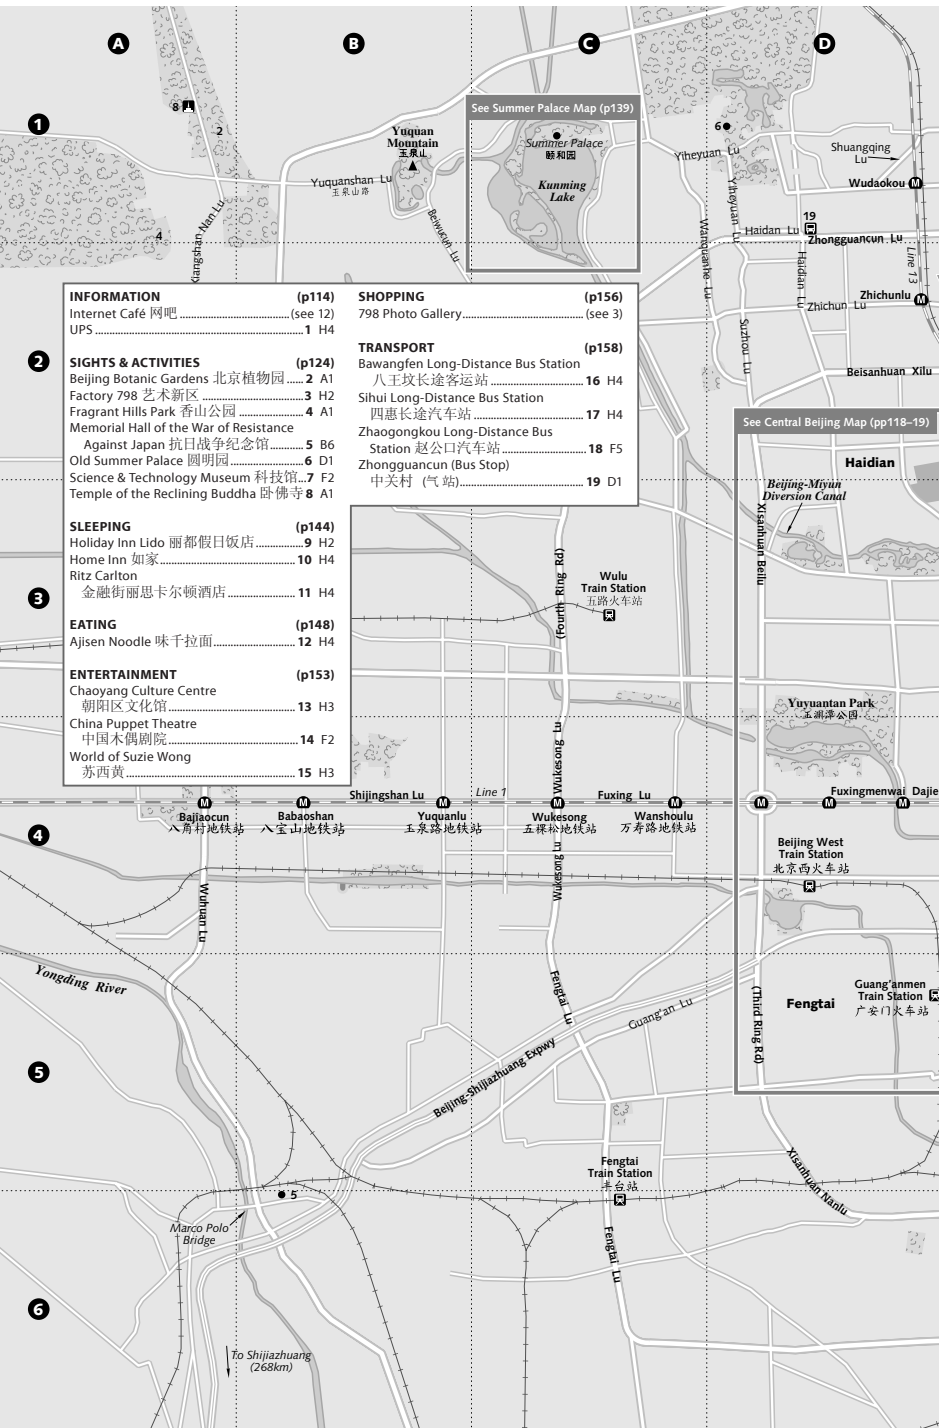 A
B
C
D
1
2
3
4
5
6
8
2
4
Yuquan
Mountain
玉泉山
Yuquanshan Lu
玉泉山路
Xiangshan Nan Lu
Beiwucun Lu
See Summer Palace Map (p139)
Summer Palace
颐和园
Kunming
Lake
6
Yiheyuan Lu
Yiheyuan Lu
Shuangqing
Lu
Wudaokou
19
Haidan Lu
Zhongguancun Lu
Wanquanhe Lu
Haidian Lu
Line 13
Zhichunlu
Zhichun Lu
Suzhou Lu
Beisanhuan Xilu
INFORMATION (p114)
Internet Café 网吧 (see 12)
UPS 1 H4
SIGHTS & ACTIVITIES (p124)
Beijing Botanic Gardens 北京植物园 2 A1
Factory 798 艺术新区 3 H2
Fragrant Hills Park 香山公园 4 A1
Memorial Hall of the War of Resistance
Against Japan 抗日战争纪念馆 5 B6
Old Summer Palace 圆明园 6 D1
Science & Technology Museum 科技馆 7 F2
Temple of the Reclining Buddha 卧佛寺 8 A1
SLEEPING (p144)
Holiday Inn Lido 丽都假日饭店 9 H2
Home Inn 如家 10 H4
Ritz Carlton
金融街丽思卡尔顿酒店 11 H4
EATING (p148)
Ajisen Noodle 味千拉面 12 H4
ENTERTAINMENT (p153)
Chaoyang Culture Centre
朝阳区文化馆 13 H3
China Puppet Theatre
中国木偶剧院 14 F2
World of Suzie Wong
苏西黄 15 H3
SHOPPING (p156)
798 Photo Gallery (see 3)
TRANSPORT (p158)
Bawangfen Long-Distance Bus Station
八王坟长途客运站 16 H4
Sihui Long-Distance Bus Station
四惠长途汽车站 17 H4
Zhaogongkou Long-Distance Bus
Station 赵公口汽车站 18 F5
Zhongguancun (Bus Stop)
中关村 (气站) 19 D1
See Central Beijing Map (pp118–19)
Haidian
Beijing-Miyun
Diversion Canal
Xisanhuan Beilu
(Fourth Ring Rd)
Wulu
Train Station
五路火车站
Yuyuantan Park
玉渊潭公园
Wukesong Lu
Shijingshan Lu
Line 1
Fuxing Lu
Fuxingmenwai Dajie
M
Bajiaocun
八角村地铁站
Babaoshan
八宝山地铁站
Yuquanlu
玉泉路地铁站
Wukesong
五棵松地铁站
Wanshoulu
万寿路地铁站
Beijing West
Train Station
北京西火车站
Wuhuan Lu
Wukesong Lu
Yongding River
Fengtai Lu
Guang'an Lu
(Third Ring Rd)
Fengtai
Guang'anmen
Train Station
广安门火车站
Beijing-Shijiazhuang Expwy
Fengtai
Train Station
丰台站
Xisanhuan Nanlu
5
Marco Polo
Bridge
Fengtai Lu
To Shijiazhuang
(268km)